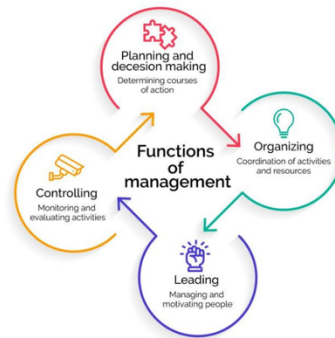 Planning and
decesion making
Determining courses
of action
Organizing
Coordination of activities
and resources
Functions
of
management
Controlling
Monitoring and
evaluating activities
Leading
Managing and
motivating people